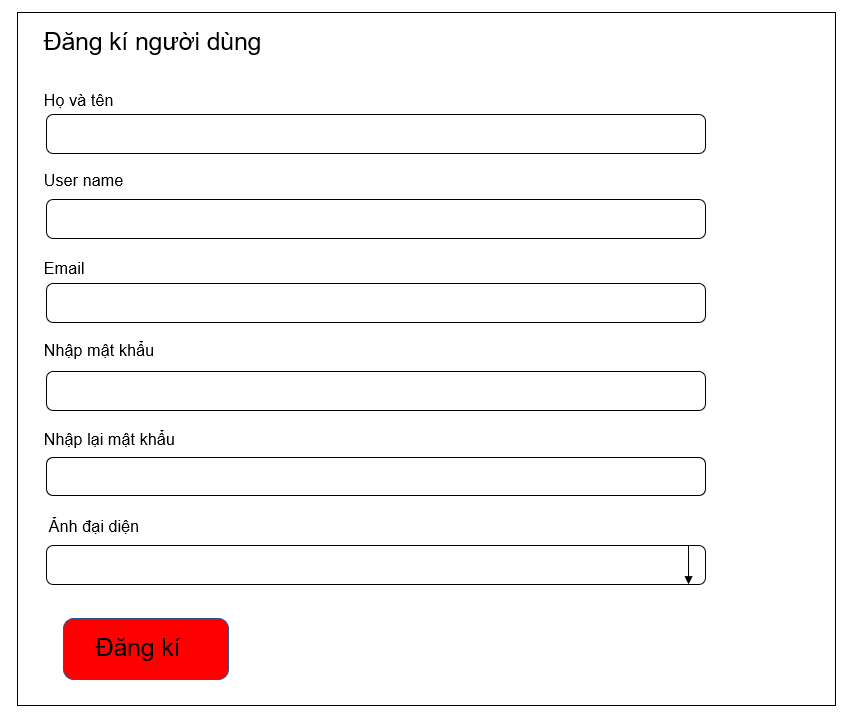 Đăng kí người dùng
Họ và tên
User name
Email
Nhập mật khẩu
Nhập lại mật khẩu
Ảnh đại diện
Đăng kí